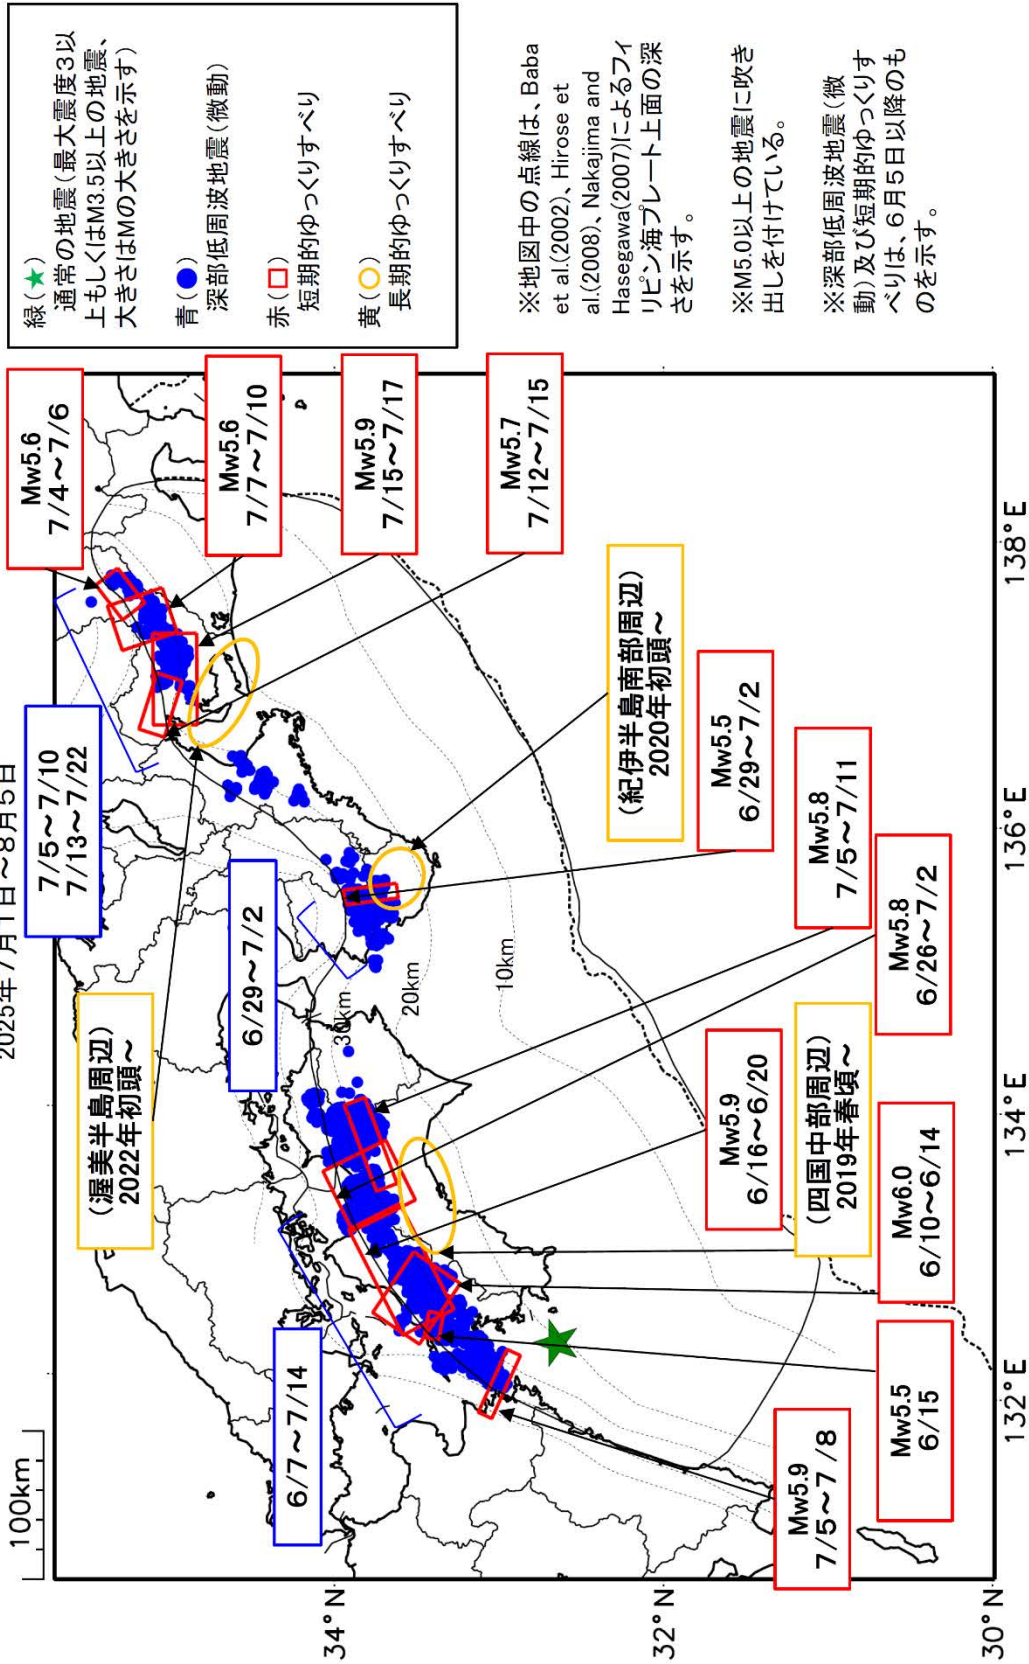 2025年7月1日～8月5日
100km
7/5～7/10
7/13～7/22
Mw5.6
7/4～7/6
(渥美半島周辺)
2022年初頭～
6/29～7/2
Mw5.6
7/7～7/10
6/7～7/14
Mw5.9
7/15～7/17
Mw5.7
7/12～7/15
30km
20km
10km
(紀伊半島南部周辺)
2020年初頭～
Mw5.5
6/29～7/2
Mw5.8
7/5～7/11
Mw5.8
6/26～7/2
Mw5.9
6/16～6/20
(四国中部周辺)
2019年春頃～
Mw6.0
6/10～6/14
Mw5.5
6/15
Mw5.9
7/5～7/8
34°N
32°N
30°N
132°E
134°E
136°E
138°E
緑(★)
通常の地震(最大震度3以
上もしくはM3.5以上の地震、
大きさはMの大きさを示す)
青(●)
深部低周波地震(微動)
赤(□)
短期的ゆっくりすべり
黄(○)
長期的ゆっくりすべり
※地図中の点線は、Baba
et al.(2002)、Hirose et
al.(2008)、Nakajima and
Hasegawa(2007)によるフィ
リピン海プレート上面の深
さを示す。
※M5.0以上の地震に吹き
出しを付けている。
※深部低周波地震(微
動)及び短期的ゆっくりす
べりは、6月5日以降のも
のを示す。